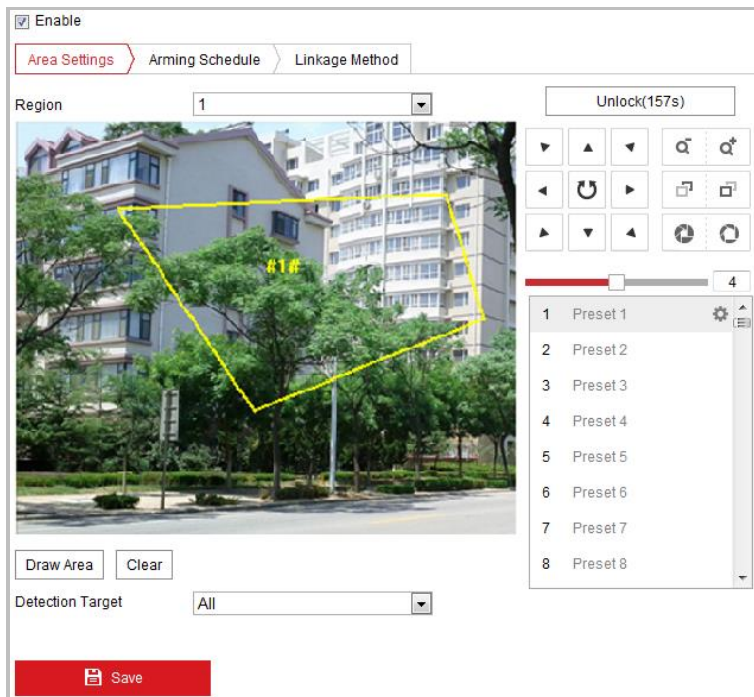 Enable
Area Settings
Arming Schedule
Linkage Method
Region
1
Unlock(157s)
#1#
4
1 Preset 1
2 Preset 2
3 Preset 3
4 Preset 4
5 Preset 5
6 Preset 6
7 Preset 7
8 Preset 8
Draw Area
Clear
Detection Target
All
Save